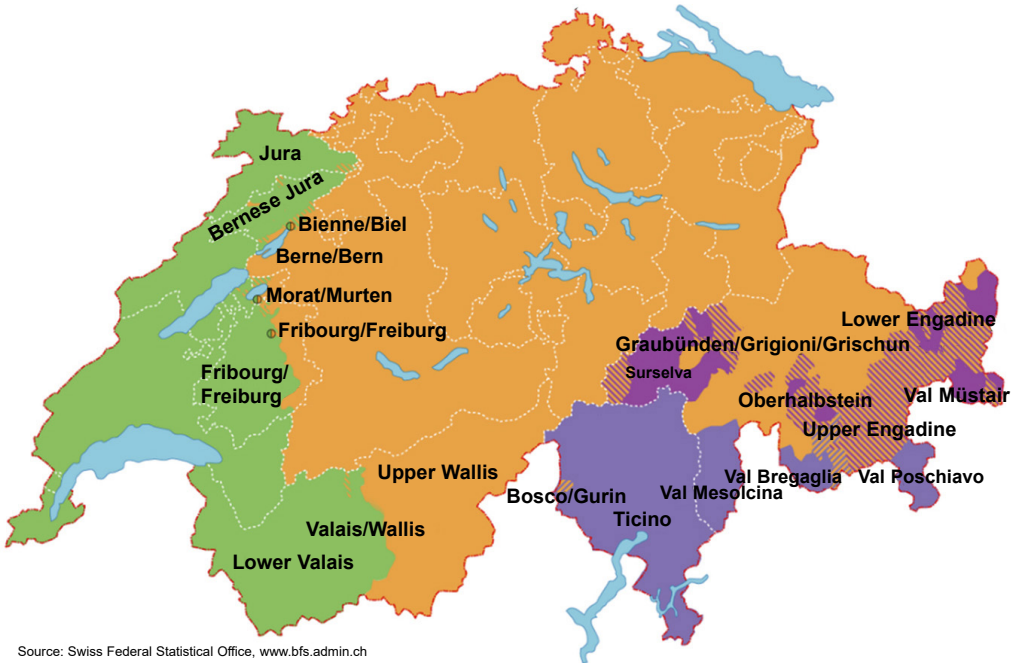 Jura
Bernese Jura
Bienne/Biel
Berne/Bern
Morat/Murten
Fribourg/Freiburg
Fribourg/
Freiburg
Lower Engadine
Graubünden/Grigioni/Grischun
Surselva
Oberhalbstein
Val Müstair
Upper Engadine
Upper Wallis
Bosco/Gurin
Val Mesolcina
Val Bregaglia
Val Poschiavo
Ticino
Valais/Wallis
Lower Valais
Source: Swiss Federal Statistical Office, www.bfs.admin.ch